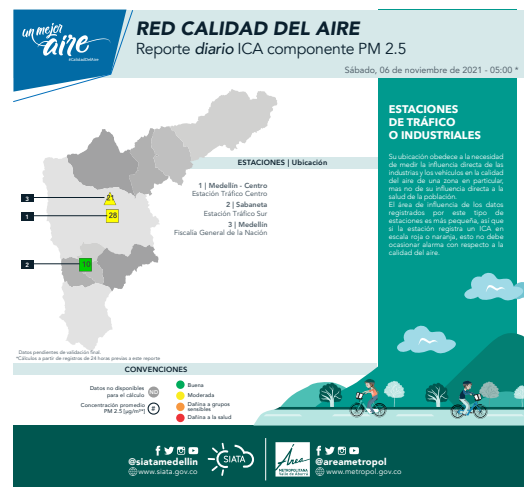 un mejor
aire
#CalidadDelAire
RED CALIDAD DEL AIRE
Reporte diario ICA componente PM 2.5
Sábado, 06 de noviembre de 2021 - 05:00 *
ESTACIONES
DE TRÁFICO
O INDUSTRIALES
Su ubicación obedece a la necesidad
de medir la influencia directa de las
industrias y los vehículos en la calidad
del aire de una zona en particular,
mas no de su influencia directa a la
salud de la población.
El área de influencia de los datos
registrados por este tipo de
estaciones es más pequeña, así que
si la estación registra un ICA en
escala roja o naranja, esto no debe
ocasionar alarma con respecto a la
calidad del aire.
ESTACIONES | Ubicación
1 | Medellín - Centro
Estación Tráfico Centro
2 | Sabaneta
Estación Tráfico Sur
3 | Medellín
Fiscalía General de la Nación
3
21
1
28
2
10
Datos pendientes de validación final.
*Cálculos a partir de registros de 24 horas previas a este reporte
CONVENCIONES
Datos no disponibles
para el cálculo
Concentración promedio
PM 2.5 [μg/m³]
#
Buena
Moderada
Dañina a grupos
sensibles
Dañina a la salud
@siatamedellin
www.siata.gov.co
SIATA
Área
METROPOLITANA
Valle de Aburrá
@areametropol
www.metropol.gov.co